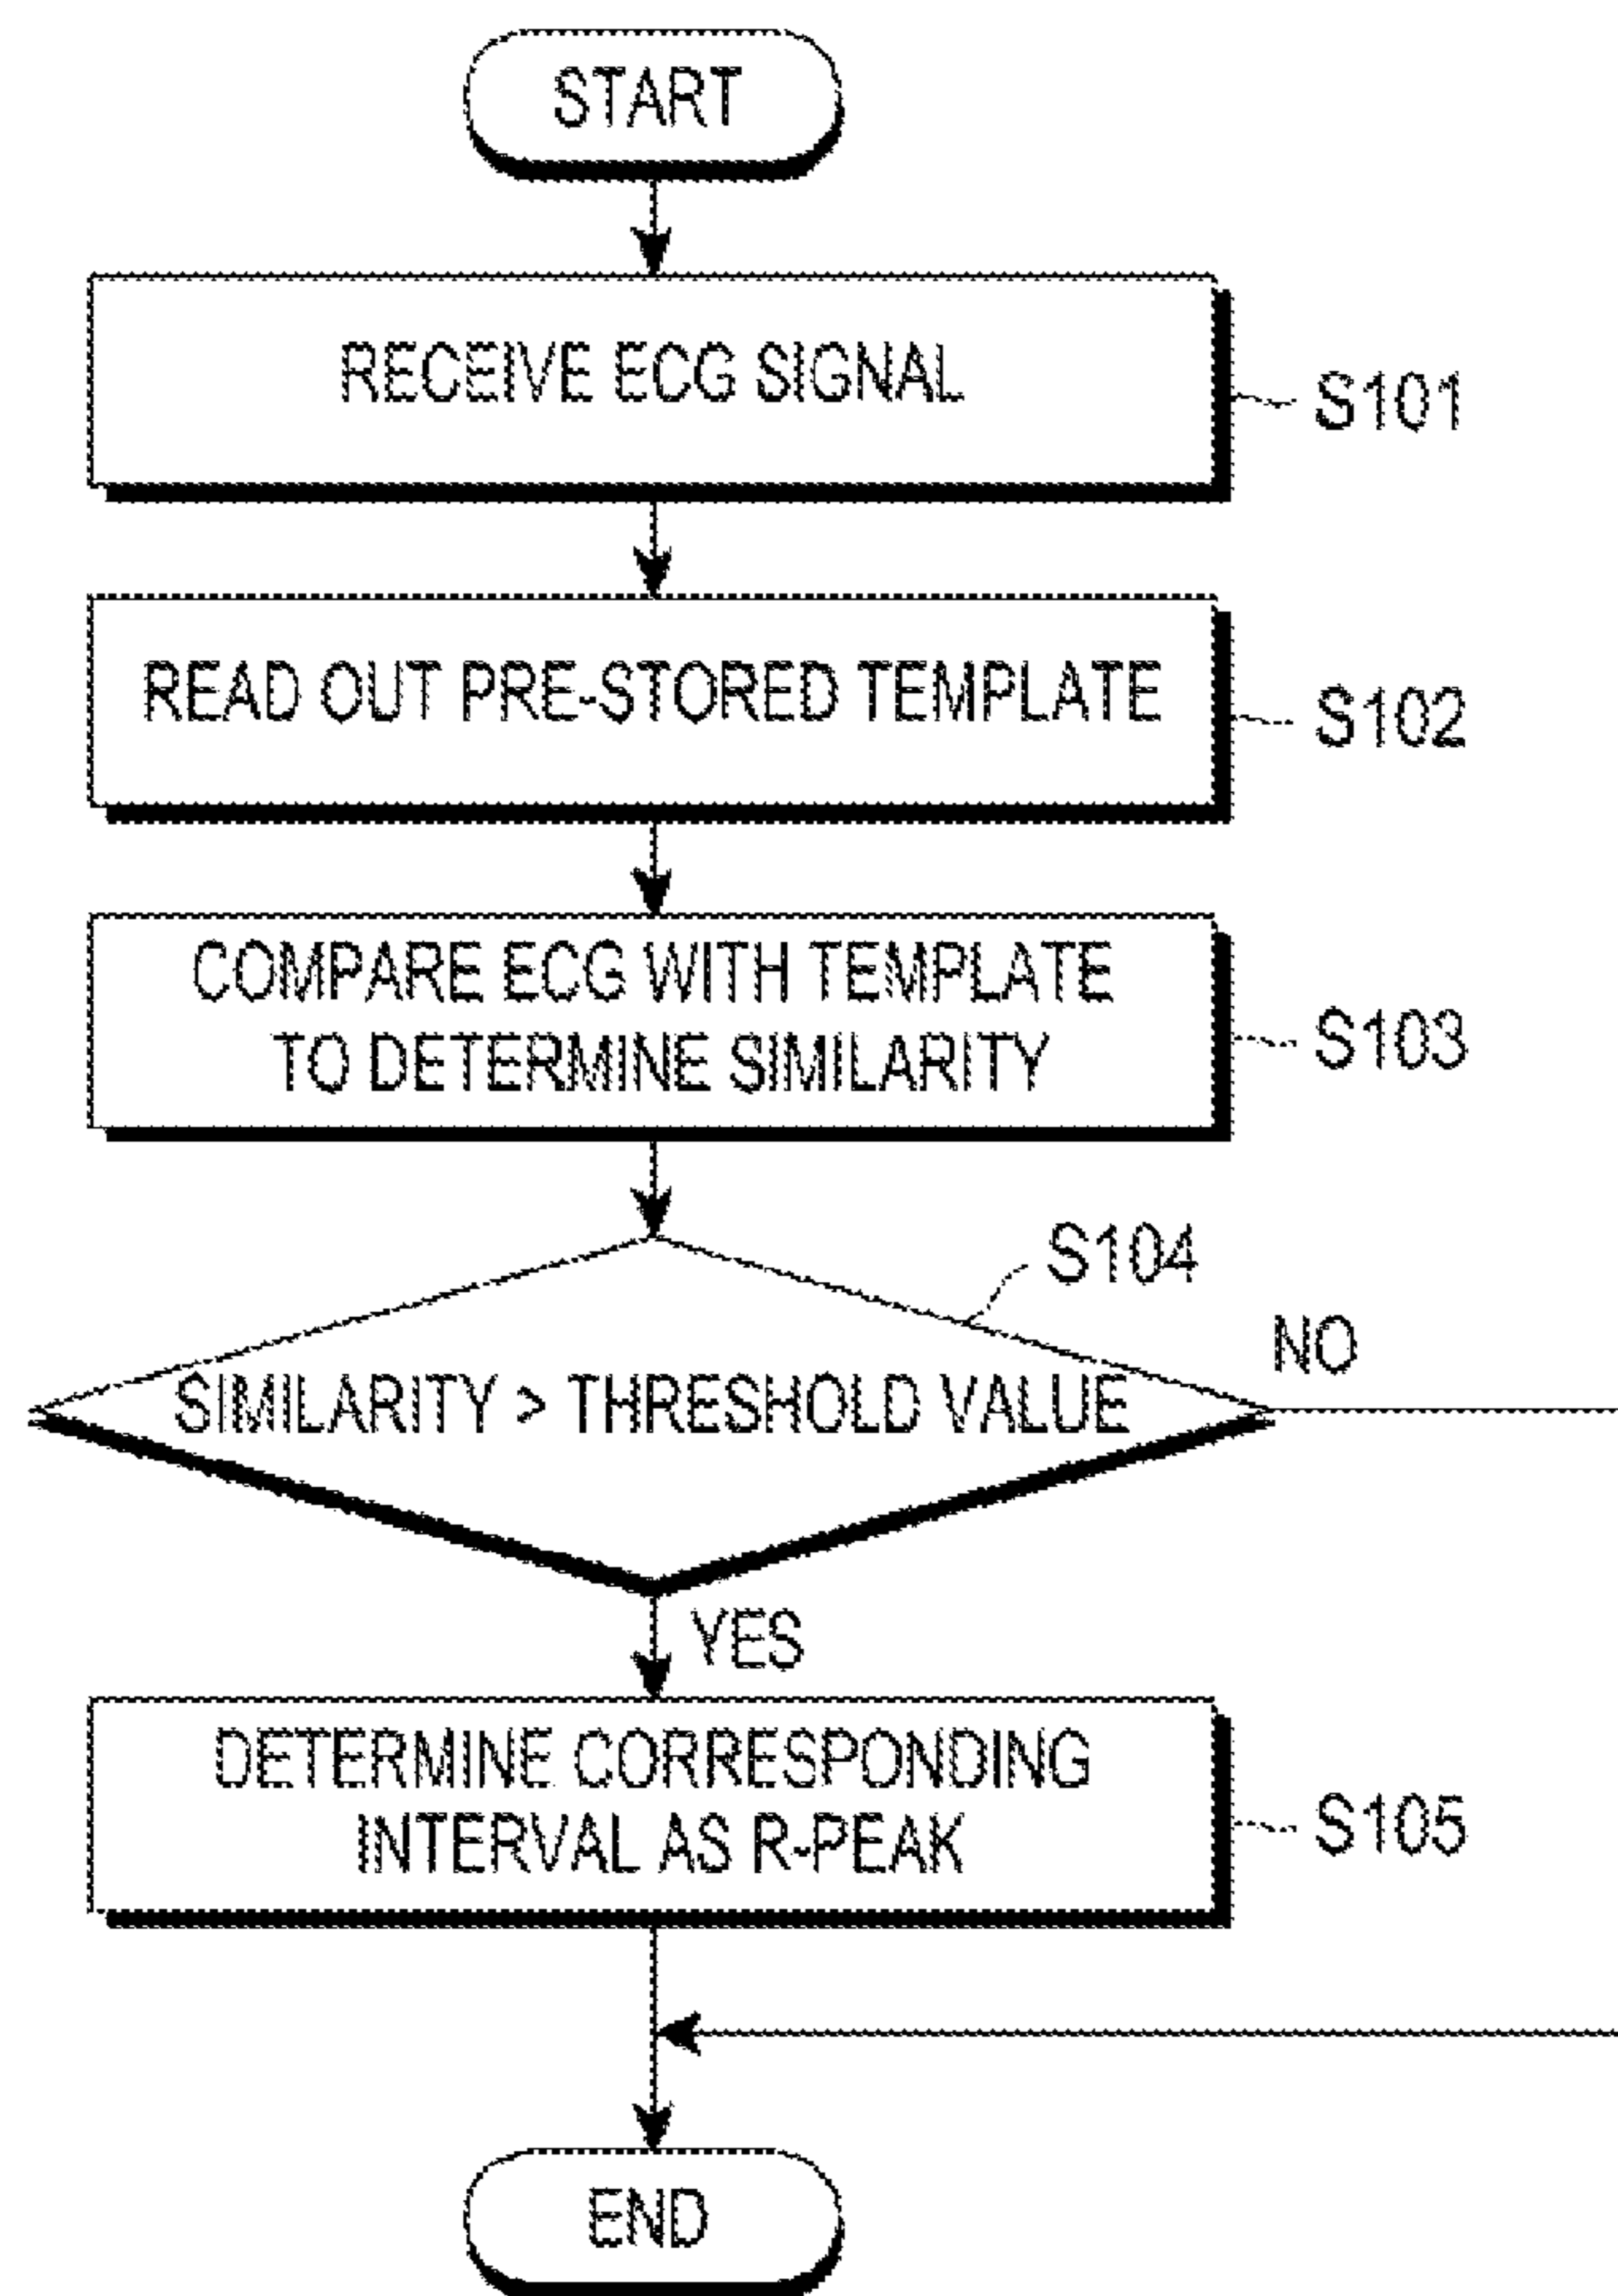 START
RECEIVE ECG SIGNAL
S101
READ OUT PRE-STORED TEMPLATE
S102
COMPARE ECG WITH TEMPLATE
TO DETERMINE SIMILARITY
S103
S104
SIMILARITY > THRESHOLD VALUE
NO
YES
DETERMINE CORRESPONDING
INTERVAL AS R-PEAK
S105
END